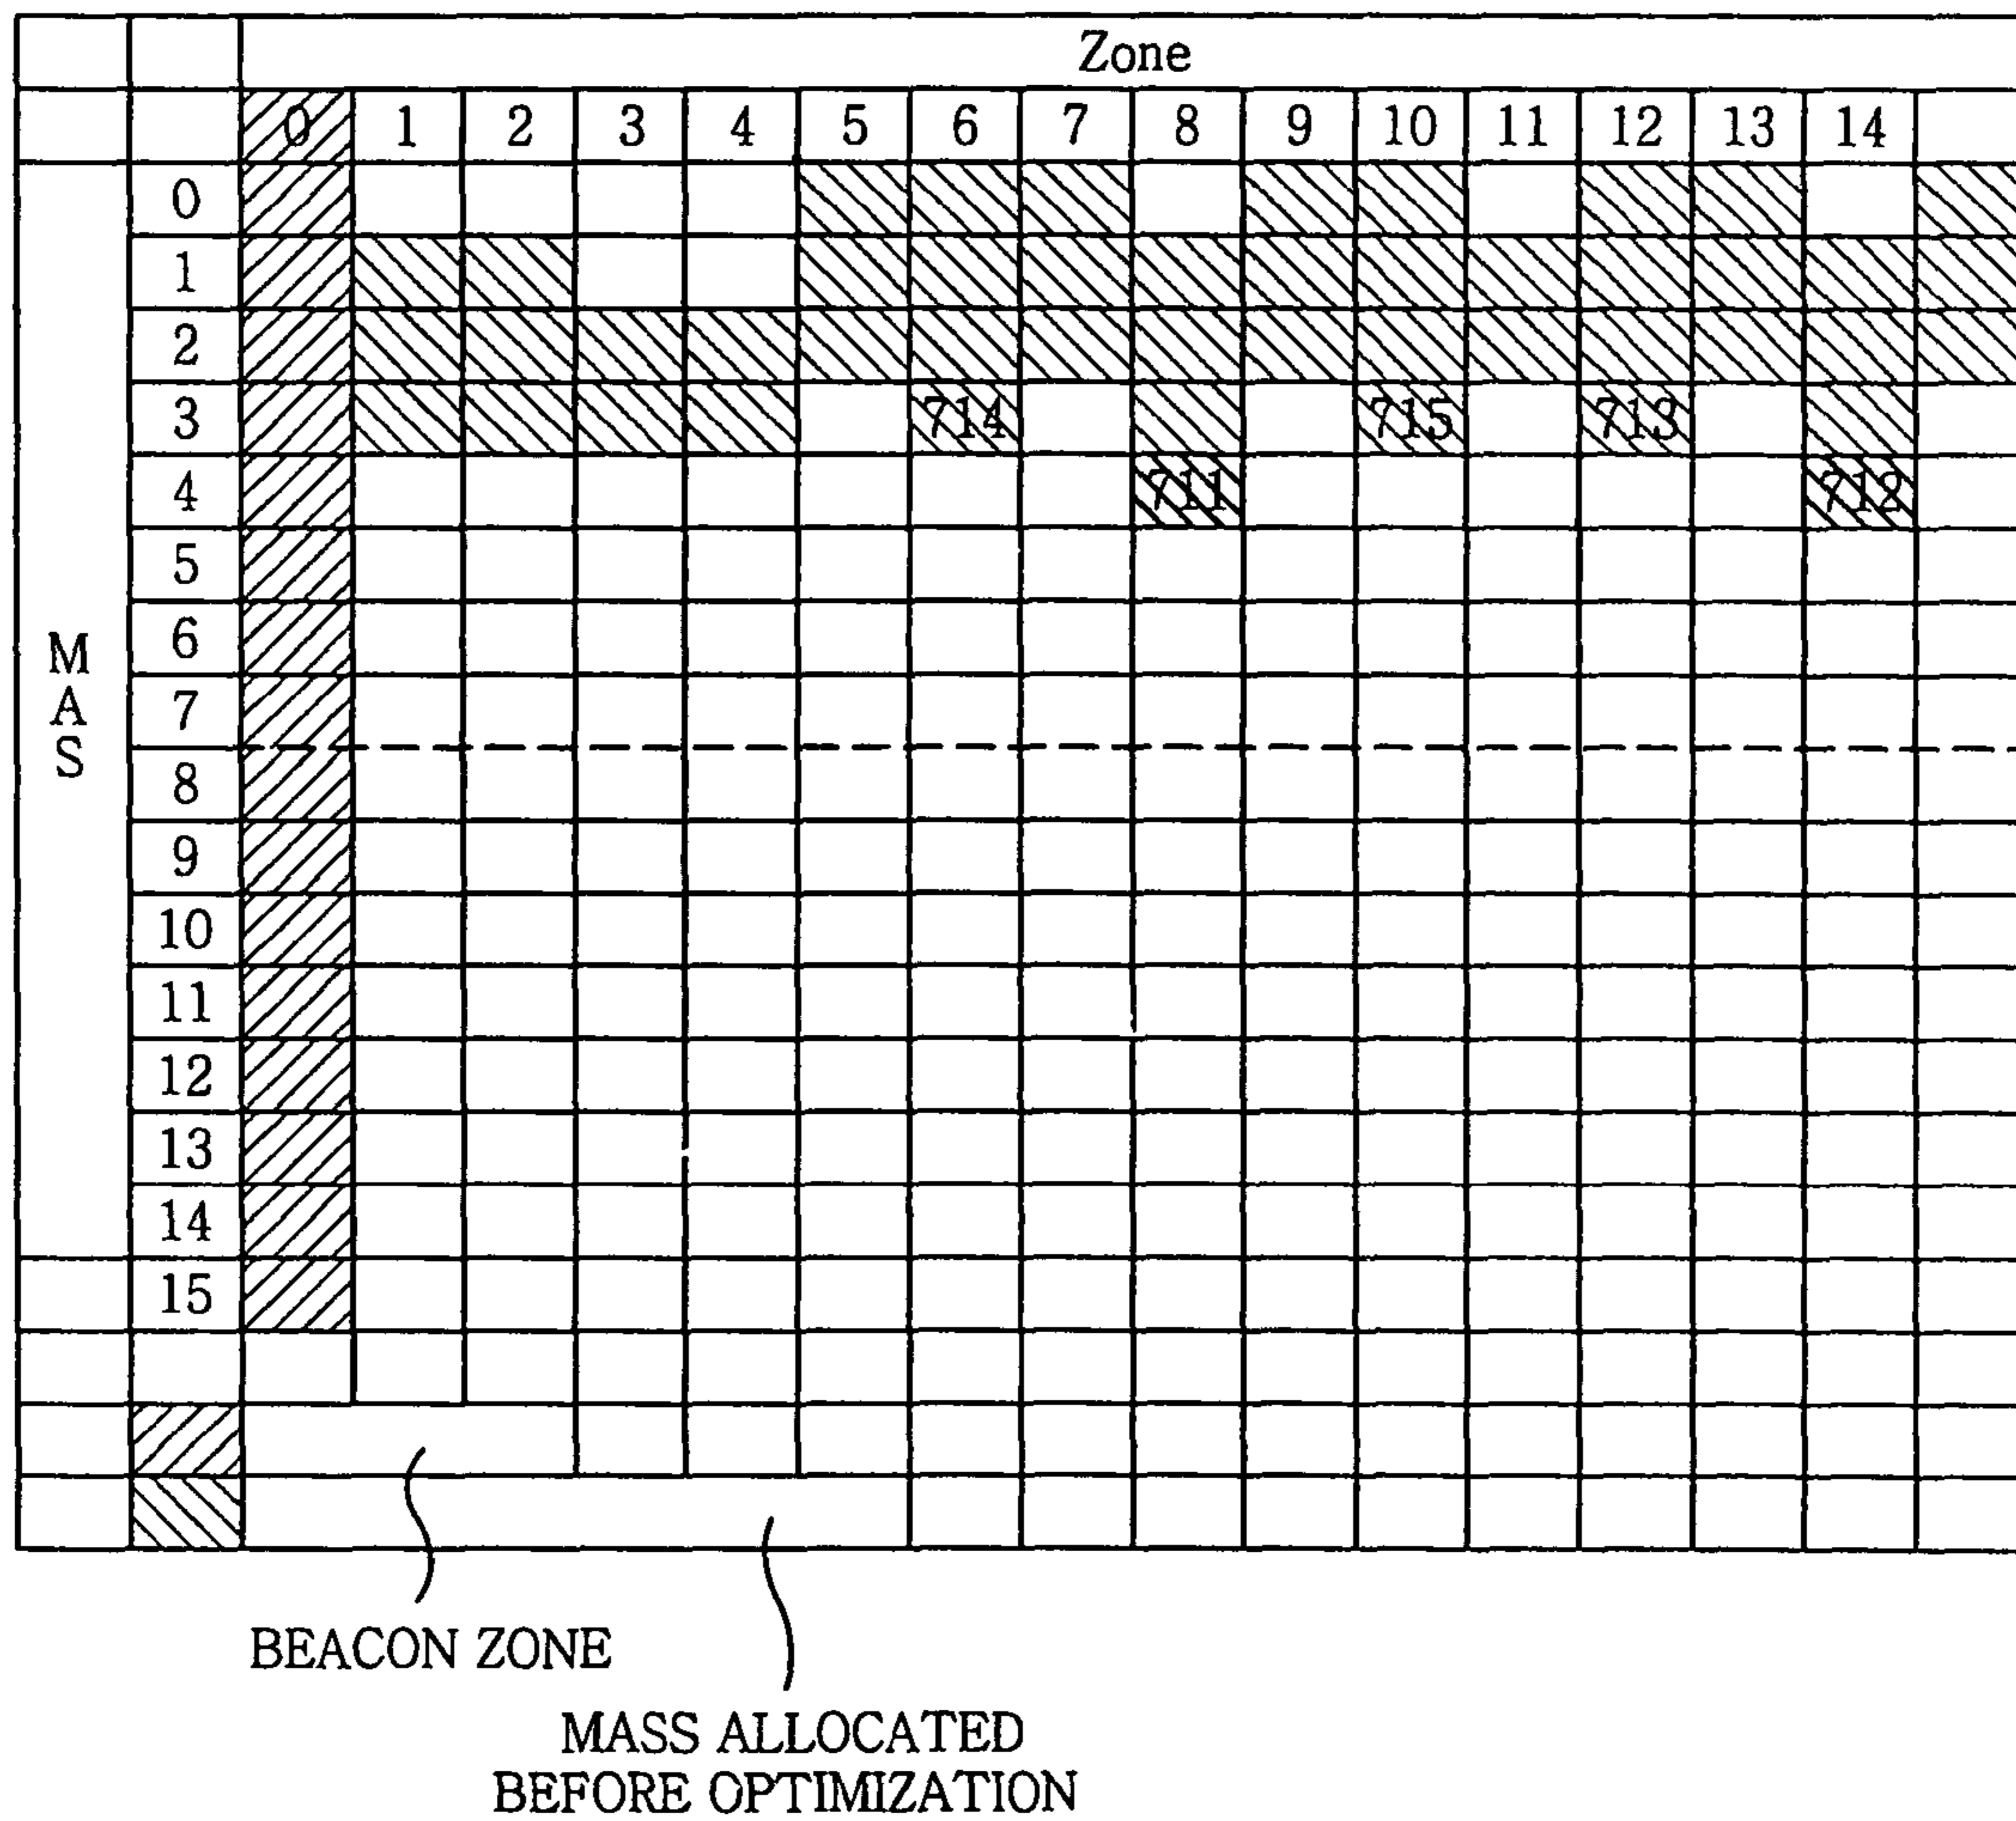 Zone
0 1 2 3 4 5 6 7 8 9 10 11 12 13 14
0
1
2
3 714 715 713
4 711 712
5
6
7
8
9
10
11
12
13
14
15
M
A
S
BEACON ZONE
MASS ALLOCATED
BEFORE OPTIMIZATION